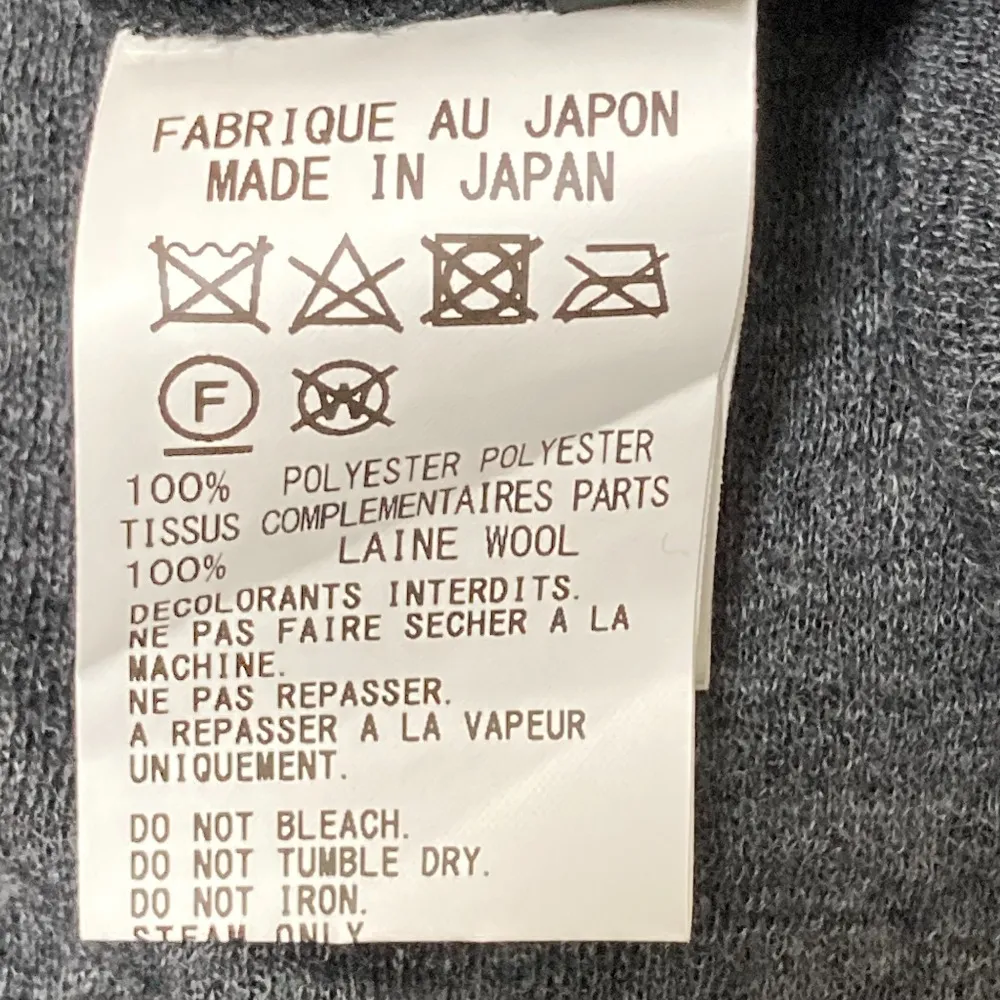 FABRIQUE AU JAPON
MADE IN JAPAN
F W
100% POLYESTER POLYESTER
TISSUS COMPLEMENTAIRES PARTS
100% LAINE WOOL
DECOLORANTS INTERDITS.
NE PAS FAIRE SECHER A LA
MACHINE.
NE PAS REPASSER.
A REPASSER A LA VAPEUR
UNIQUEMENT.
DO NOT BLEACH.
DO NOT TUMBLE DRY.
DO NOT IRON.
STEAM ONLY